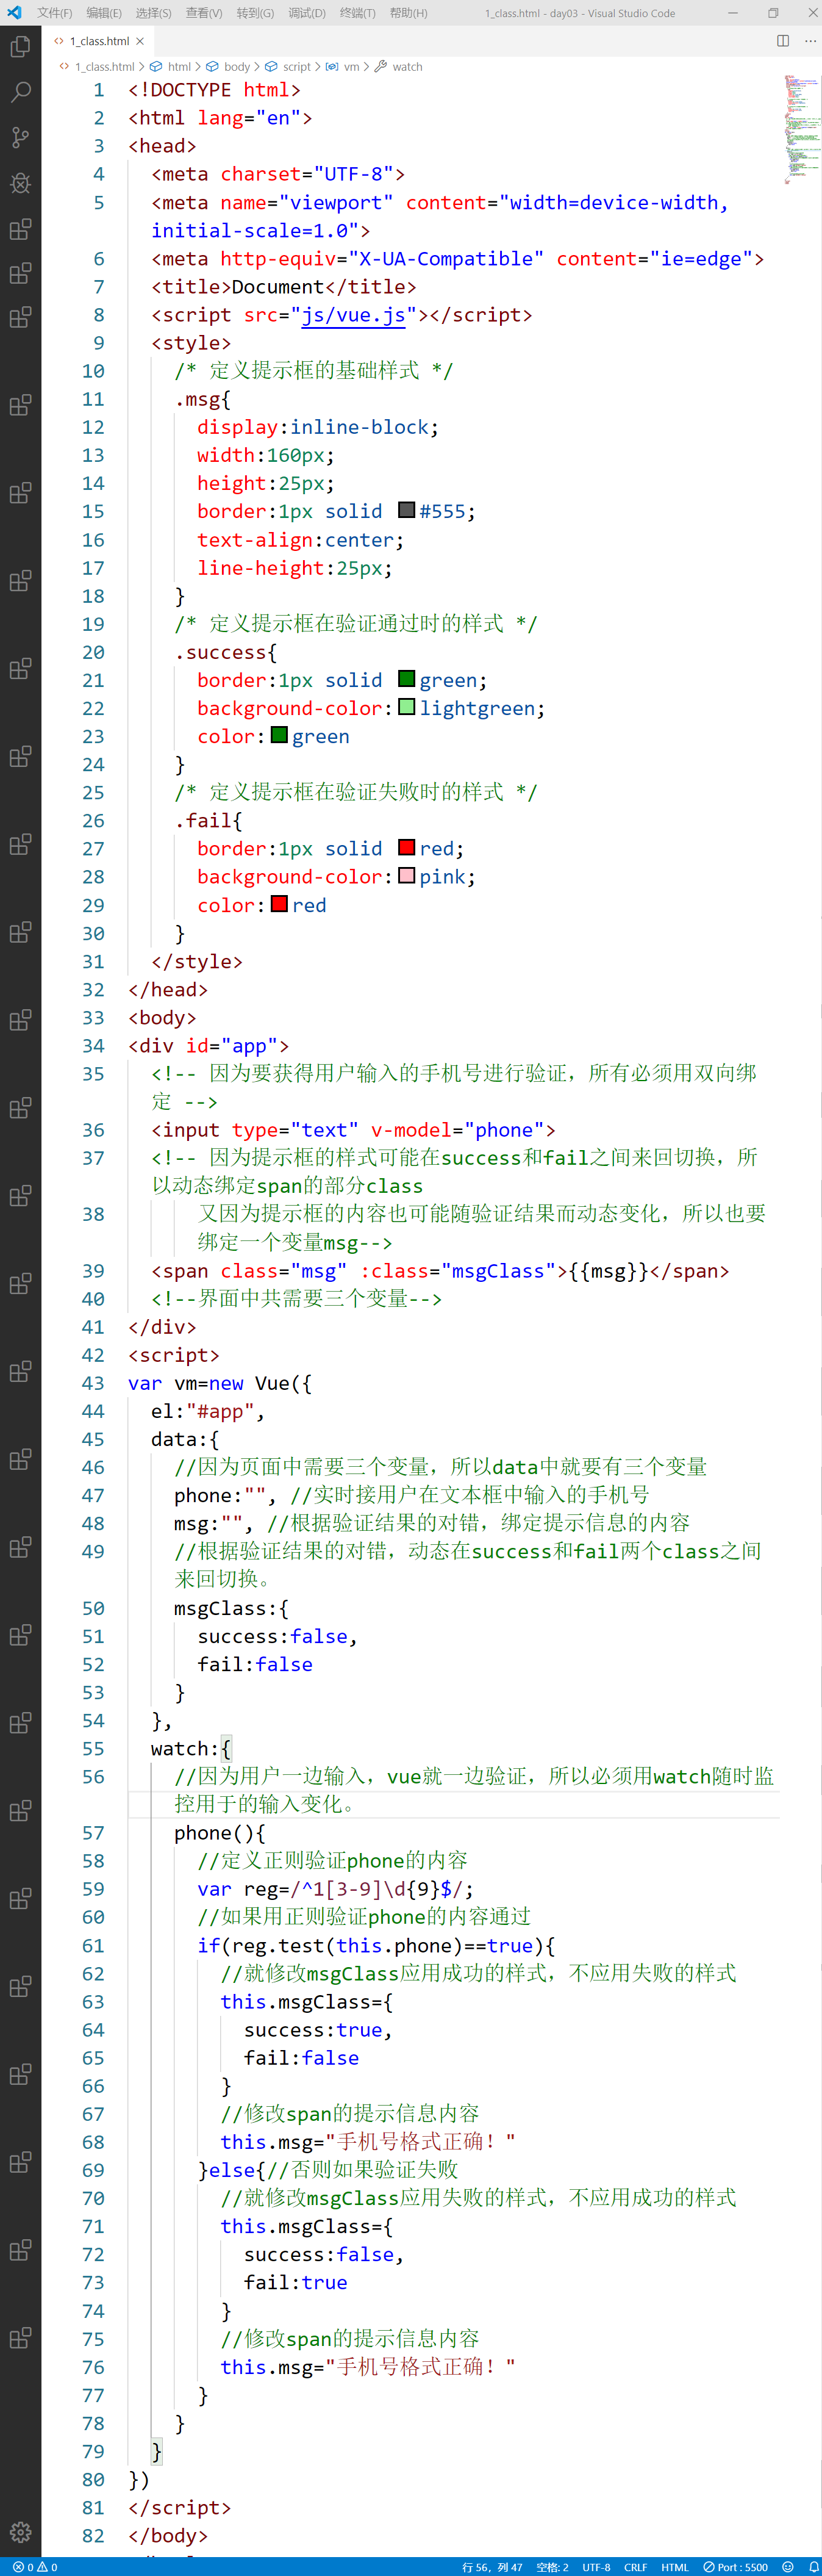 文件(F) 编辑(E) 选择(S) 查看(V) 转到(G) 调试(D) 终端(T) 帮助(H) 1_class.html - day03 - Visual Studio Code
1_class.html
1_class.html > html > body > script > vm > watch
1 <!DOCTYPE html>
2 <html lang="en">
3 <head>
4 <meta charset="UTF-8">
5 <meta name="viewport" content="width=device-width,
initial-scale=1.0">
6 <meta http-equiv="X-UA-Compatible" content="ie=edge">
7 <title>Document</title>
8 <script src="js/vue.js"></script>
9 <style>
10 /* 定义提示框的基础样式 */
11 .msg{
12 display:inline-block;
13 width:160px;
14 height:25px;
15 border:1px solid #555;
16 text-align:center;
17 line-height:25px;
18 }
19 /* 定义提示框在验证通过时的样式 */
20 .success{
21 border:1px solid green;
22 background-color:lightgreen;
23 color:green
24 }
25 /* 定义提示框在验证失败时的样式 */
26 .fail{
27 border:1px solid red;
28 background-color:pink;
29 color:red
30 }
31 </style>
32 </head>
33 <body>
34 <div id="app">
35 <!-- 因为要获得用户输入的手机号进行验证，所有必须用双向绑
定 -->
36 <input type="text" v-model="phone">
37 <!-- 因为提示框的样式可能在success和fail之间来回切换，所
以动态绑定span的部分class
38 又因为提示框的内容也可能随验证结果而动态变化，所以也要
绑定一个变量msg-->
39 <span class="msg" :class="msgClass">{{msg}}</span>
40 <!--界面中共需要三个变量-->
41 </div>
42 <script>
43 var vm=new Vue({
44 el:"#app",
45 data:{
46 //因为页面中需要三个变量，所以data中就要有三个变量
47 phone:"", //实时接用户在文本框中输入的手机号
48 msg:"", //根据验证结果的对错，绑定提示信息的内容
49 //根据验证结果的对错，动态在success和fail两个class之间
来回切换。
50 msgClass:{
51 success:false,
52 fail:false
53 }
54 },
55 watch:{
56 //因为用户一边输入，vue就一边验证，所以必须用watch随时监
控用于的输入变化。
57 phone(){
58 //定义正则验证phone的内容
59 var reg=/^1[3-9]\d{9}$/;
60 //如果用正则验证phone的内容通过
61 if(reg.test(this.phone)==true){
62 //就修改msgClass应用成功的样式，不应用失败的样式
63 this.msgClass={
64 success:true,
65 fail:false
66 }
67 //修改span的提示信息内容
68 this.msg="手机号格式正确！"
69 }else{//否则如果验证失败
70 //就修改msgClass应用失败的样式，不应用成功的样式
71 this.msgClass={
72 success:false,
73 fail:true
74 }
75 //修改span的提示信息内容
76 this.msg="手机号格式正确！"
77 }
78 }
79 }
80 })
81 </script>
82 </body>
0 0 行 56，列 47 空格: 2 UTF-8 CRLF HTML Port : 5500